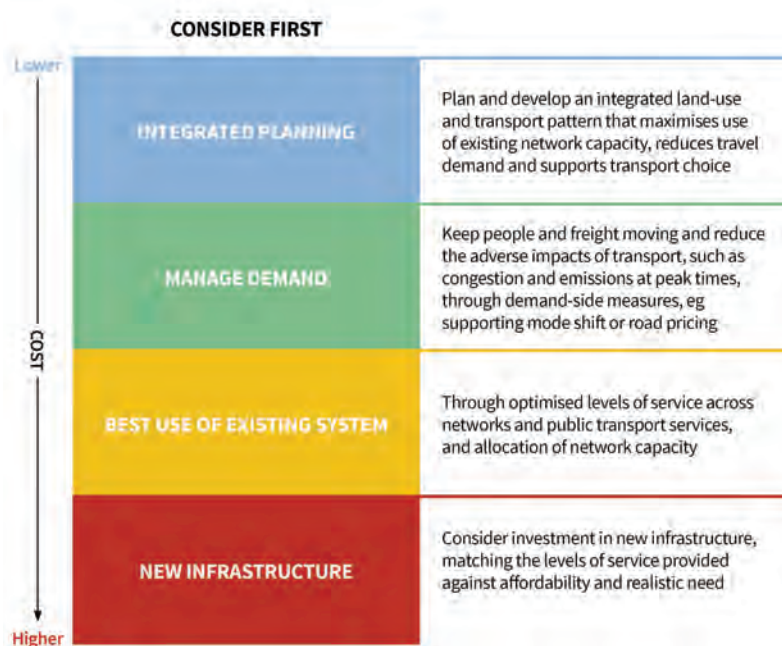 CONSIDER FIRST
Lower
INTEGRATED PLANNING
Plan and develop an integrated land-use
and transport pattern that maximises use
of existing network capacity, reduces travel
demand and supports transport choice
MANAGE DEMAND
Keep people and freight moving and reduce
the adverse impacts of transport, such as
congestion and emissions at peak times,
through demand-side measures, eg
supporting mode shift or road pricing
COST
BEST USE OF EXISTING SYSTEM
Through optimised levels of service across
networks and public transport services,
and allocation of network capacity
NEW INFRASTRUCTURE
Consider investment in new infrastructure,
matching the levels of service provided
against affordability and realistic need
Higher